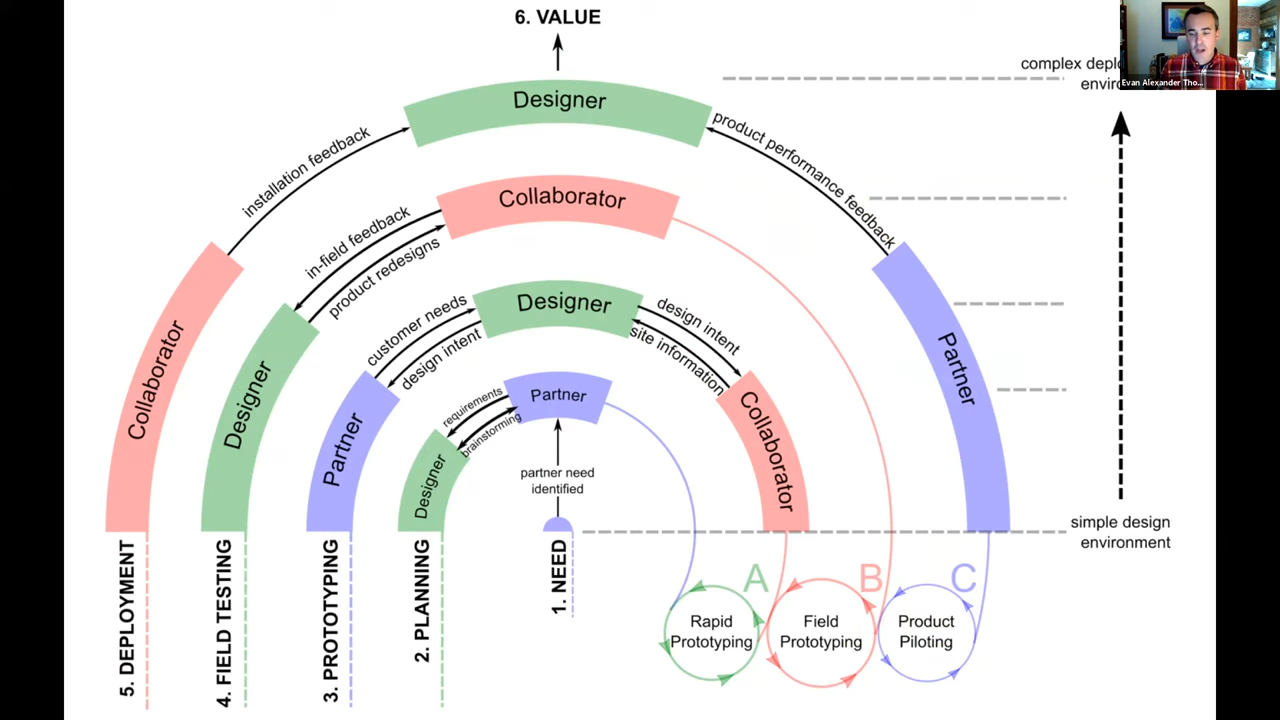 6. VALUE
complex
Evan Alexander Tho...
Designer
installation feedback
product performance feedback
Collaborator
in-field feedback
product redesigns
Designer
customer needs
design intent
design intent
site information
Partner
requirements
brainstorming
partner need
identified
Collaborator
Designer
Partner
Designer
Collaborator
Partner
simple design
environment
5. DEPLOYMENT
4. FIELD TESTING
3. PROTOTYPING
2. PLANNING
1. NEED
A
B
C
Rapid
Prototyping
Field
Prototyping
Product
Piloting